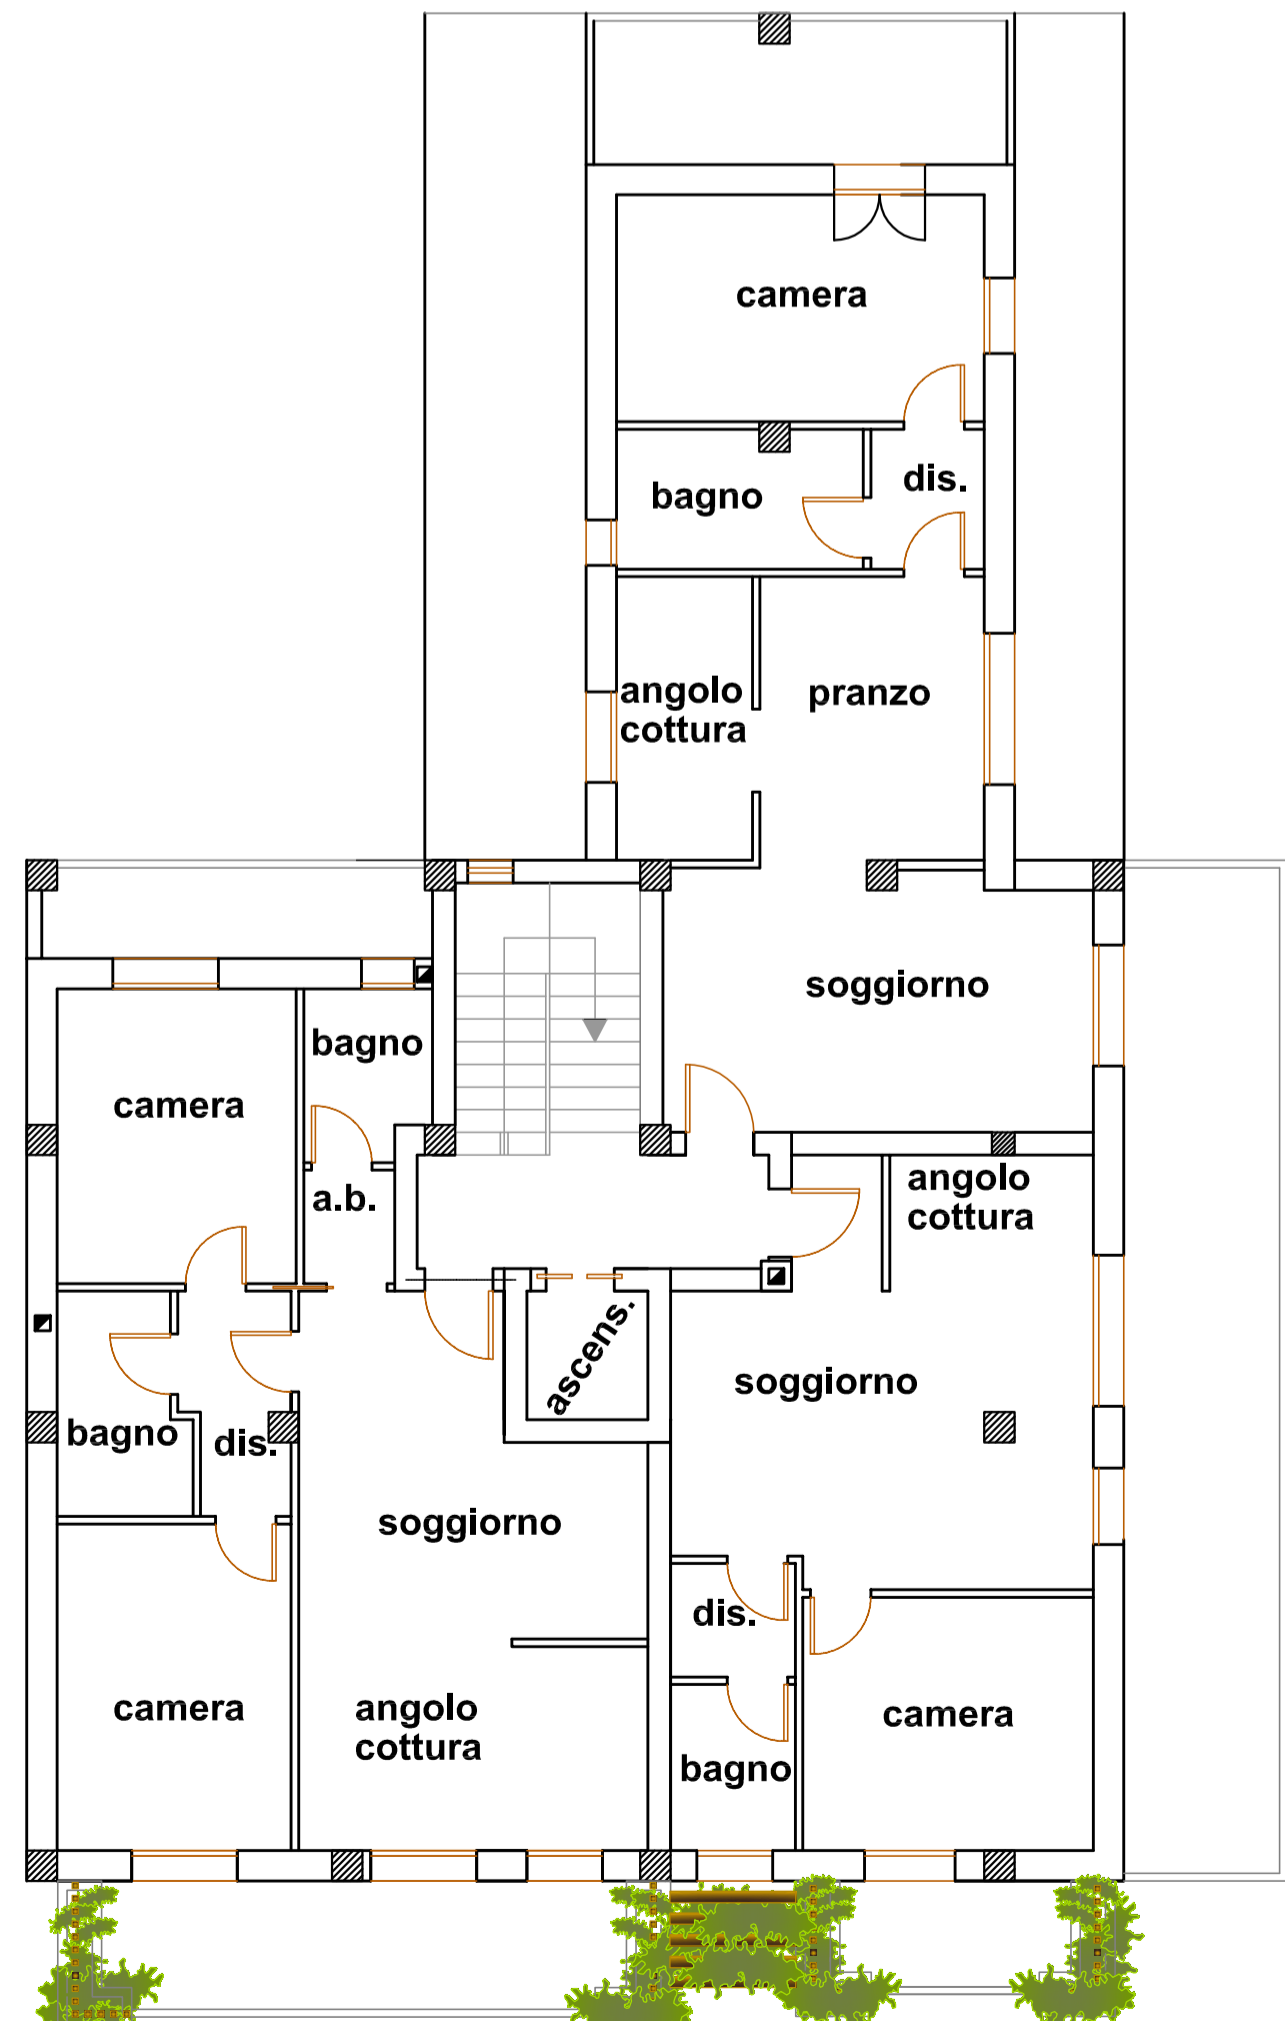 camera
dis.
bagno
angolo
cottura
pranzo
soggiorno
bagno
camera
a.b.
angolo
cottura
ascens.
soggiorno
bagno
dis.
soggiorno
dis.
camera
angolo
cottura
camera
bagno